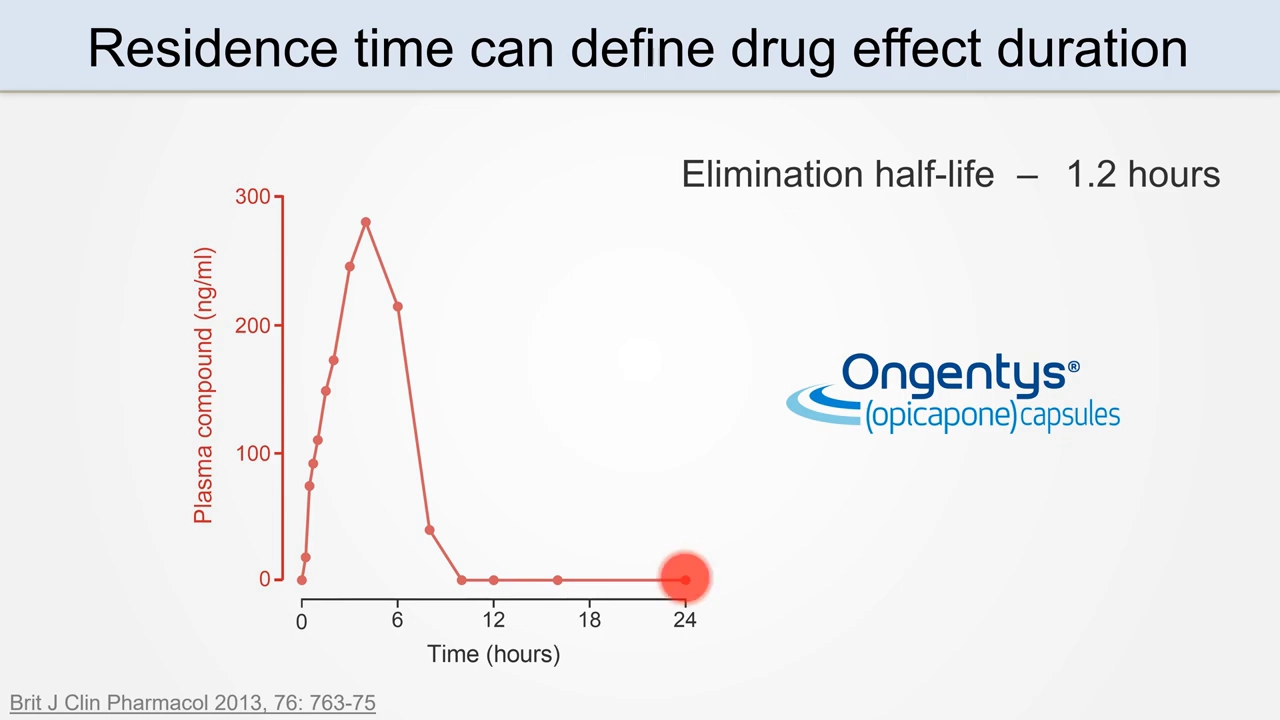 Residence time can define drug effect duration
Elimination half-life – 1.2 hours
300
200
100
0
Plasma compound (ng/ml)
0 6 12 18 24
Time (hours)
Ongentys®
(opicapone) capsules
Brit J Clin Pharmacol 2013, 76: 763-75